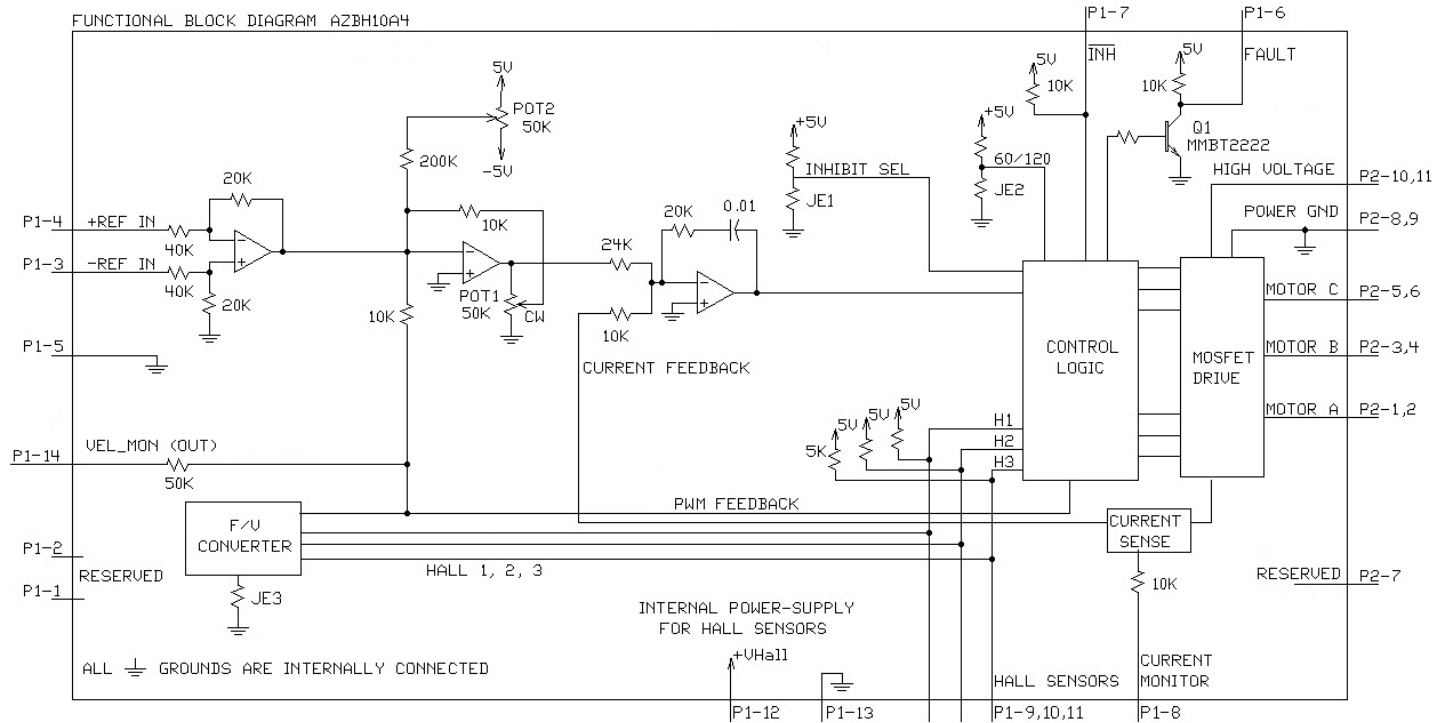 FUNCTIONAL BLOCK DIAGRAM AZBH10A4
P1-7
P1-6
INH
FAULT
5V
10K
5V
10K
Q1
MMBT2222
5V
POT2
50K
-5V
200K
+5V
INHIBIT SEL
JE1
+5V
60/120
JE2
HIGH VOLTAGE
P2-10,11
POWER GND
P2-8,9
20K
P1-4
+REF IN
40K
P1-3
-REF IN
40K
20K
10K
POT1
50K
CW
10K
24K
20K
0.01
10K
CURRENT FEEDBACK
CONTROL
LOGIC
MOSFET
DRIVE
MOTOR C
P2-5,6
MOTOR B
P2-3,4
MOTOR A
P2-1,2
P1-5
5V
5V
5V
5K
H1
H2
H3
VEL_MON (OUT)
P1-14
50K
PWM FEEDBACK
F/V
CONVERTER
CURRENT
SENSE
P1-2
RESERVED
P1-1
HALL 1, 2, 3
JE3
10K
RESERVED
P2-7
INTERNAL POWER-SUPPLY
FOR HALL SENSORS
+VHall
ALL GROUNDS ARE INTERNALLY CONNECTED
HALL SENSORS
CURRENT
MONITOR
P1-12
P1-13
P1-9,10,11
P1-8